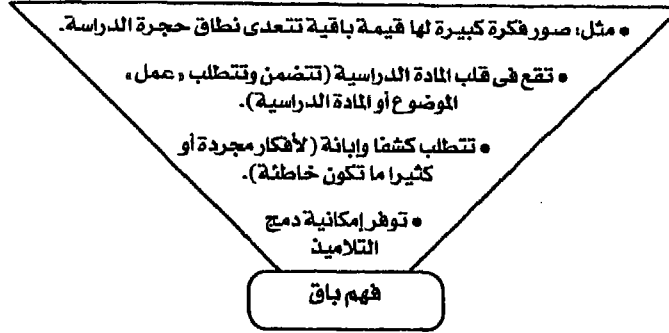 • مثل: صور فكرة كبيرة لها قيمة باقية تتعدى نطاق حجرة الدراسة.
• تقع فى قلب المادة الدراسية (تتضمن وتتطلب «عمل»
الموضوع أو المادة الدراسية).
• تتطلب كشفا وإبانة (لأفكار مجردة أو
كثيرا ما تكون خاطئة).
• توفر إمكانية دمج
التلاميذ
فهم باق